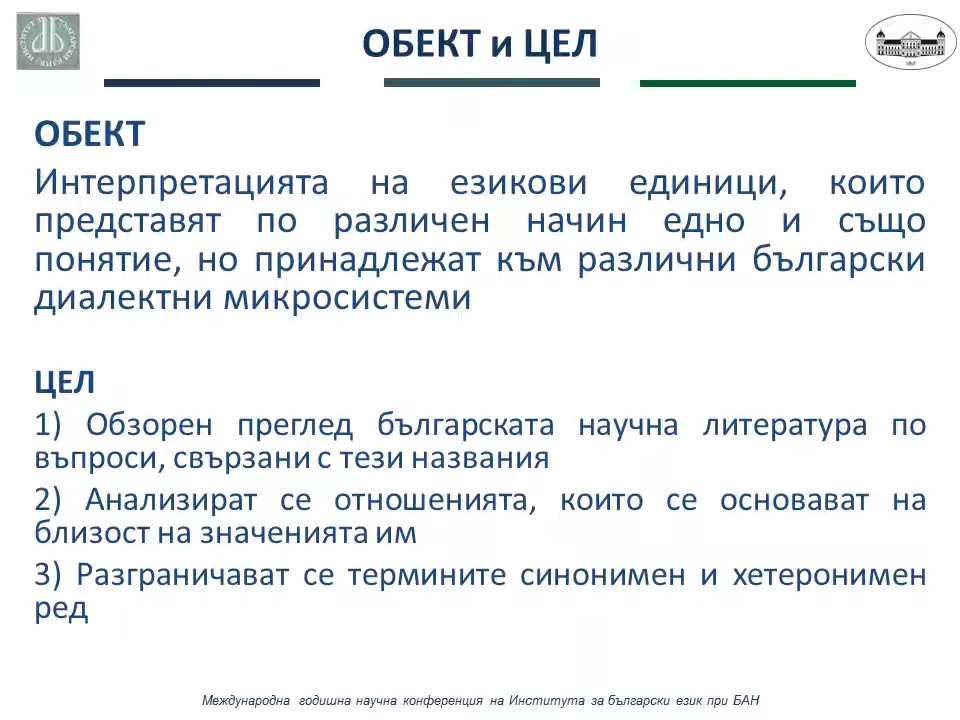 ОБЕКТ и ЦЕЛ
ОБЕКТ
Интерпретацията на езикови единици, които
представят по различен начин едно и също
понятие, но принадлежат към различни български
диалектни микросистеми
ЦЕЛ
1) Обзорен преглед българската научна литература по
въпроси, свързани с тези названия
2) Анализират се отношенията, които се основават на
близост на значенията им
3) Разграничават се термините синонимен и хетеронимен
ред
Международна годишна научна конференция на Института за български език при БАН